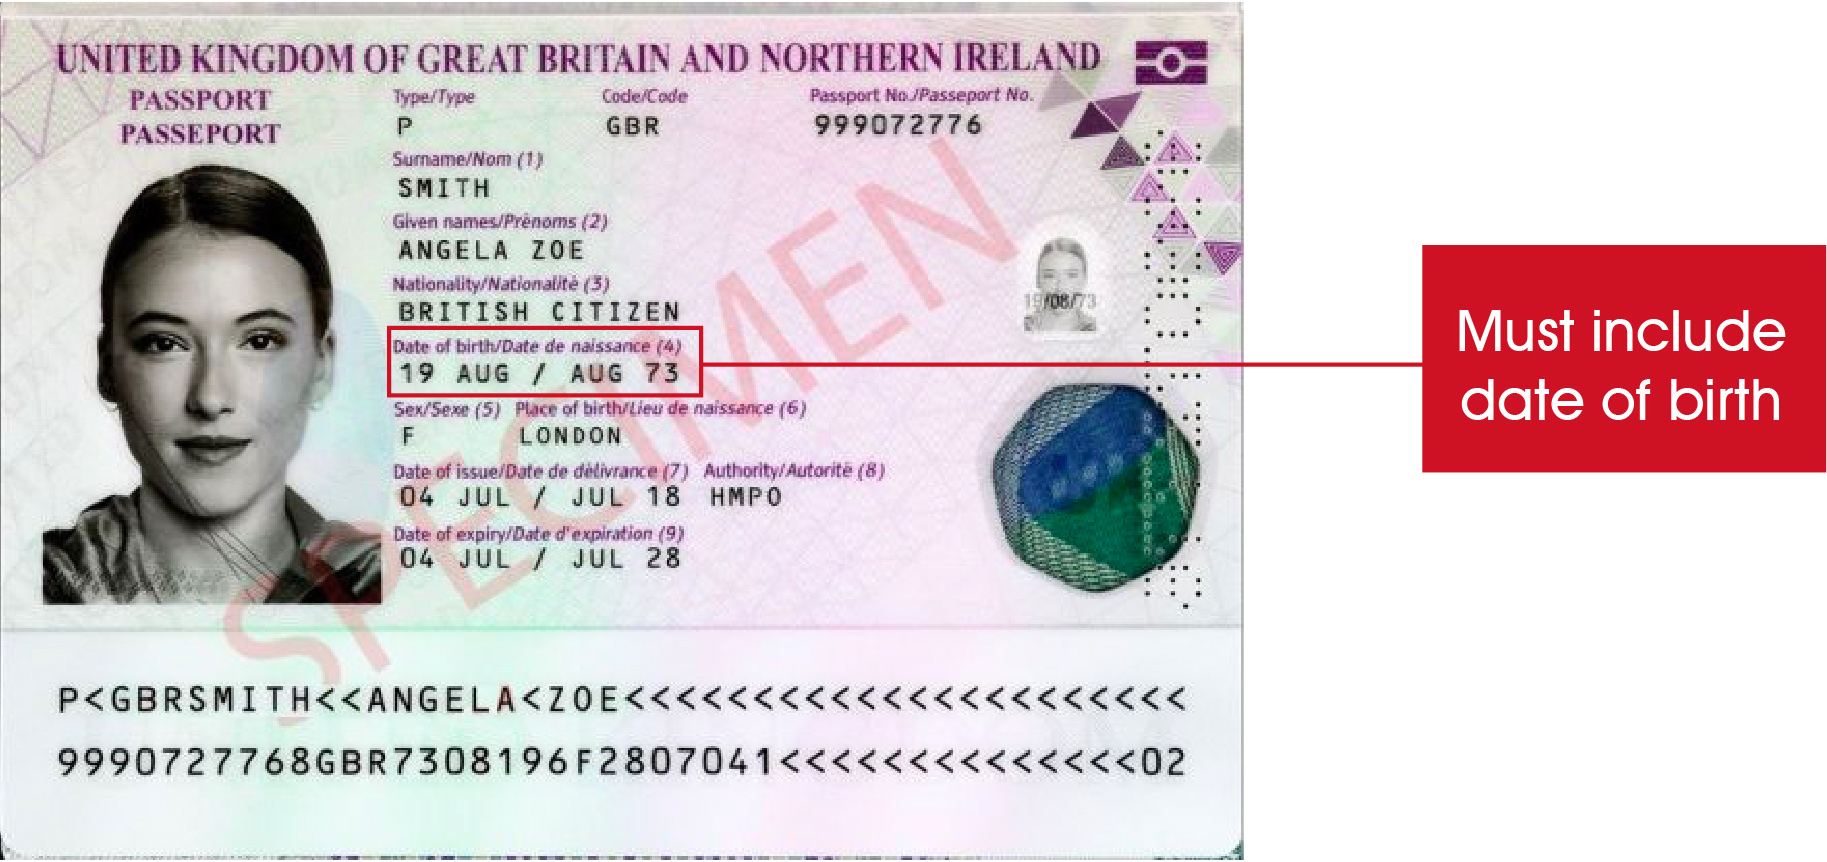 UNITED KINGDOM OF GREAT BRITAIN AND NORTHERN IRELAND
PASSPORT
PASSEPORT
Type/Type Code/Code Passport No./Passeport No.
P GBR 999072776
Surname/Nom (1)
SMITH
Given names/Prénoms (2)
ANGELA ZOE
Nationality/Nationalité (3)
BRITISH CITIZEN
Date of birth/Date de naissance (4)
19 AUG / AUG 73
Sex/Sexe (5) Place of birth/Lieu de naissance (6)
F LONDON
Date of issue/Date de délivrance (7) Authority/Autorité (8)
04 JUL / JUL 18 HMPO
Date of expiry/Date d'expiration (9)
04 JUL / JUL 28
19/08/73
SPECIMEN
P<GBRSMITH<<ANGELA<ZOE<<<<<<<<<<<<<<<<<<<<<<
9990727768GBR7308196F2807041<<<<<<<<<<<<<<02
Must include
date of birth